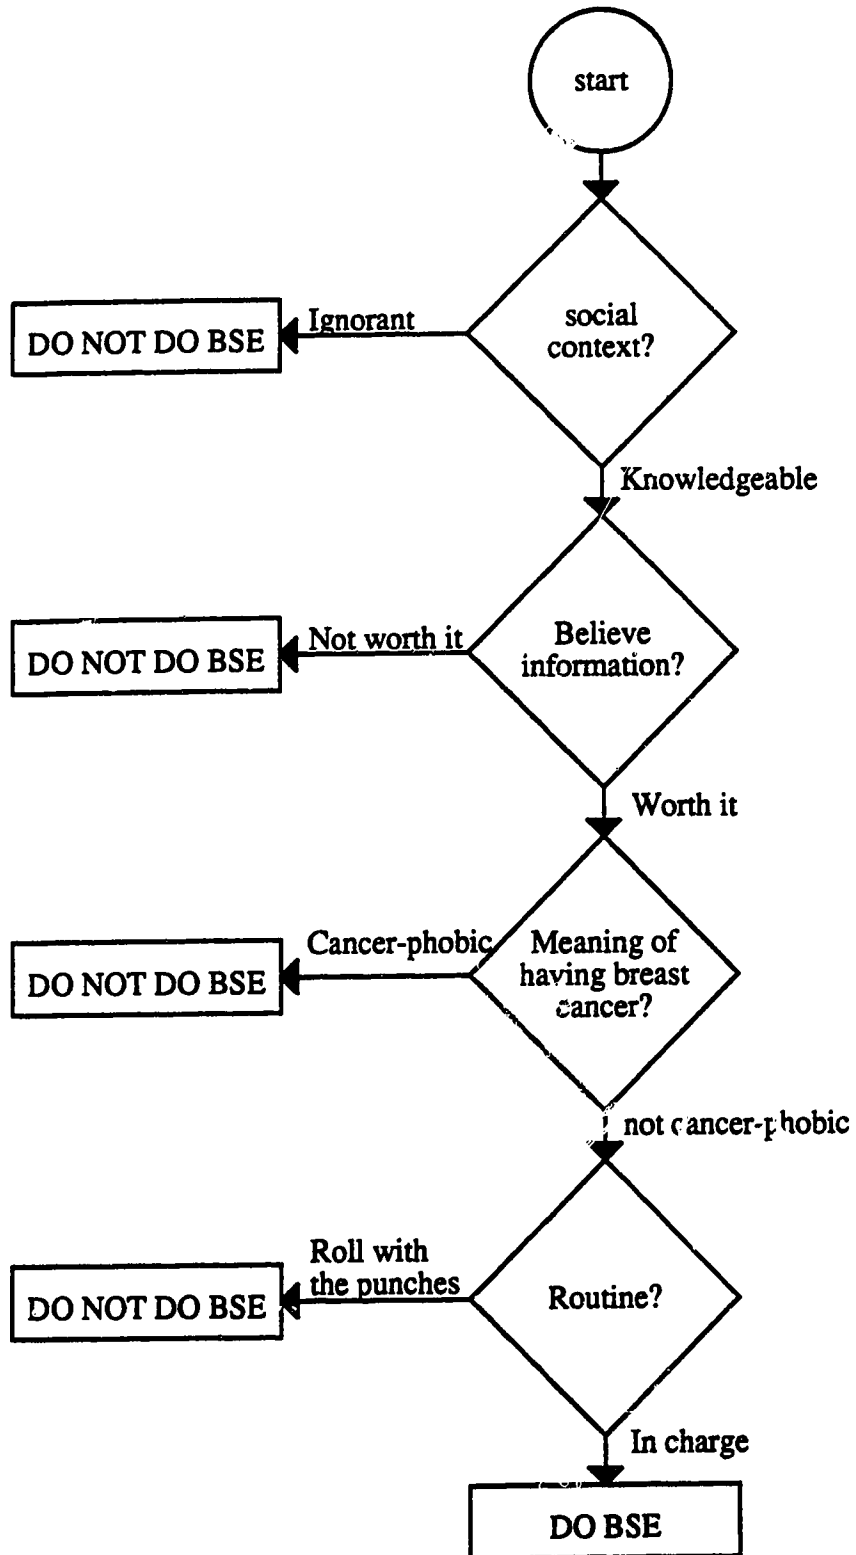 start
social
context?
Ignorant
DO NOT DO BSE
Knowledgeable
Believe
information?
Not worth it
DO NOT DO BSE
Worth it
Meaning of
having breast
cancer?
Cancer-phobic
DO NOT DO BSE
not cancer-phobic
Routine?
Roll with
the punches
DO NOT DO BSE
In charge
DO BSE